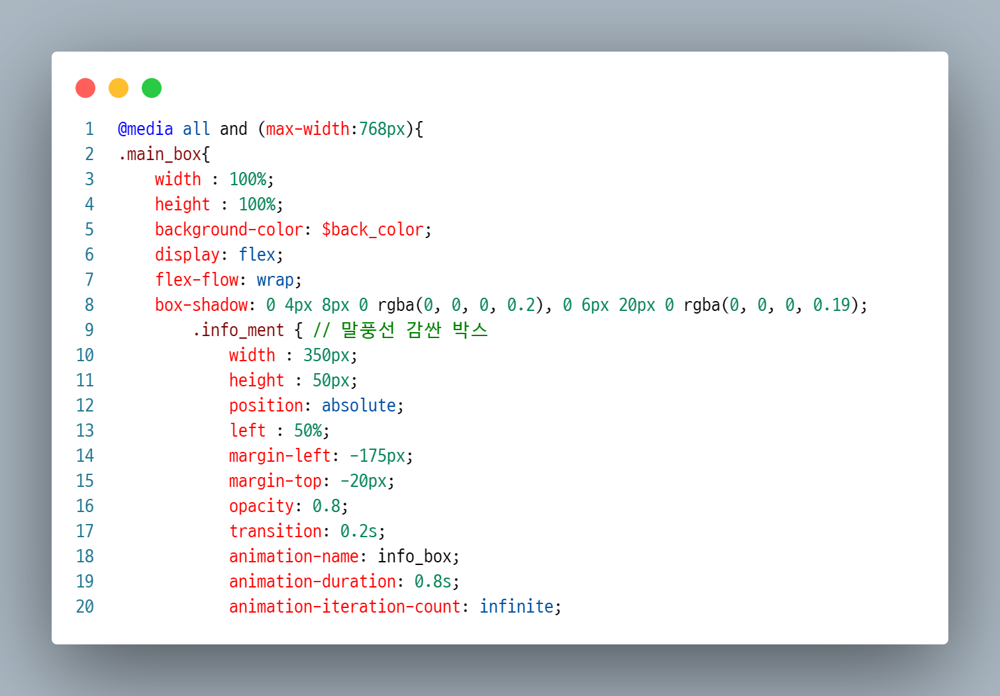 1 @media all and (max-width:768px){
2 .main_box{
3     width : 100%;
4     height : 100%;
5     background-color: $back_color;
6     display: flex;
7     flex-flow: wrap;
8     box-shadow: 0 4px 8px 0 rgba(0, 0, 0, 0.2), 0 6px 20px 0 rgba(0, 0, 0, 0.19);
9         .info_ment { // 말풍선 감싼 박스
10             width : 350px;
11             height : 50px;
12             position: absolute;
13             left : 50%;
14             margin-left: -175px;
15             margin-top: -20px;
16             opacity: 0.8;
17             transition: 0.2s;
18             animation-name: info_box;
19             animation-duration: 0.8s;
20             animation-iteration-count: infinite;